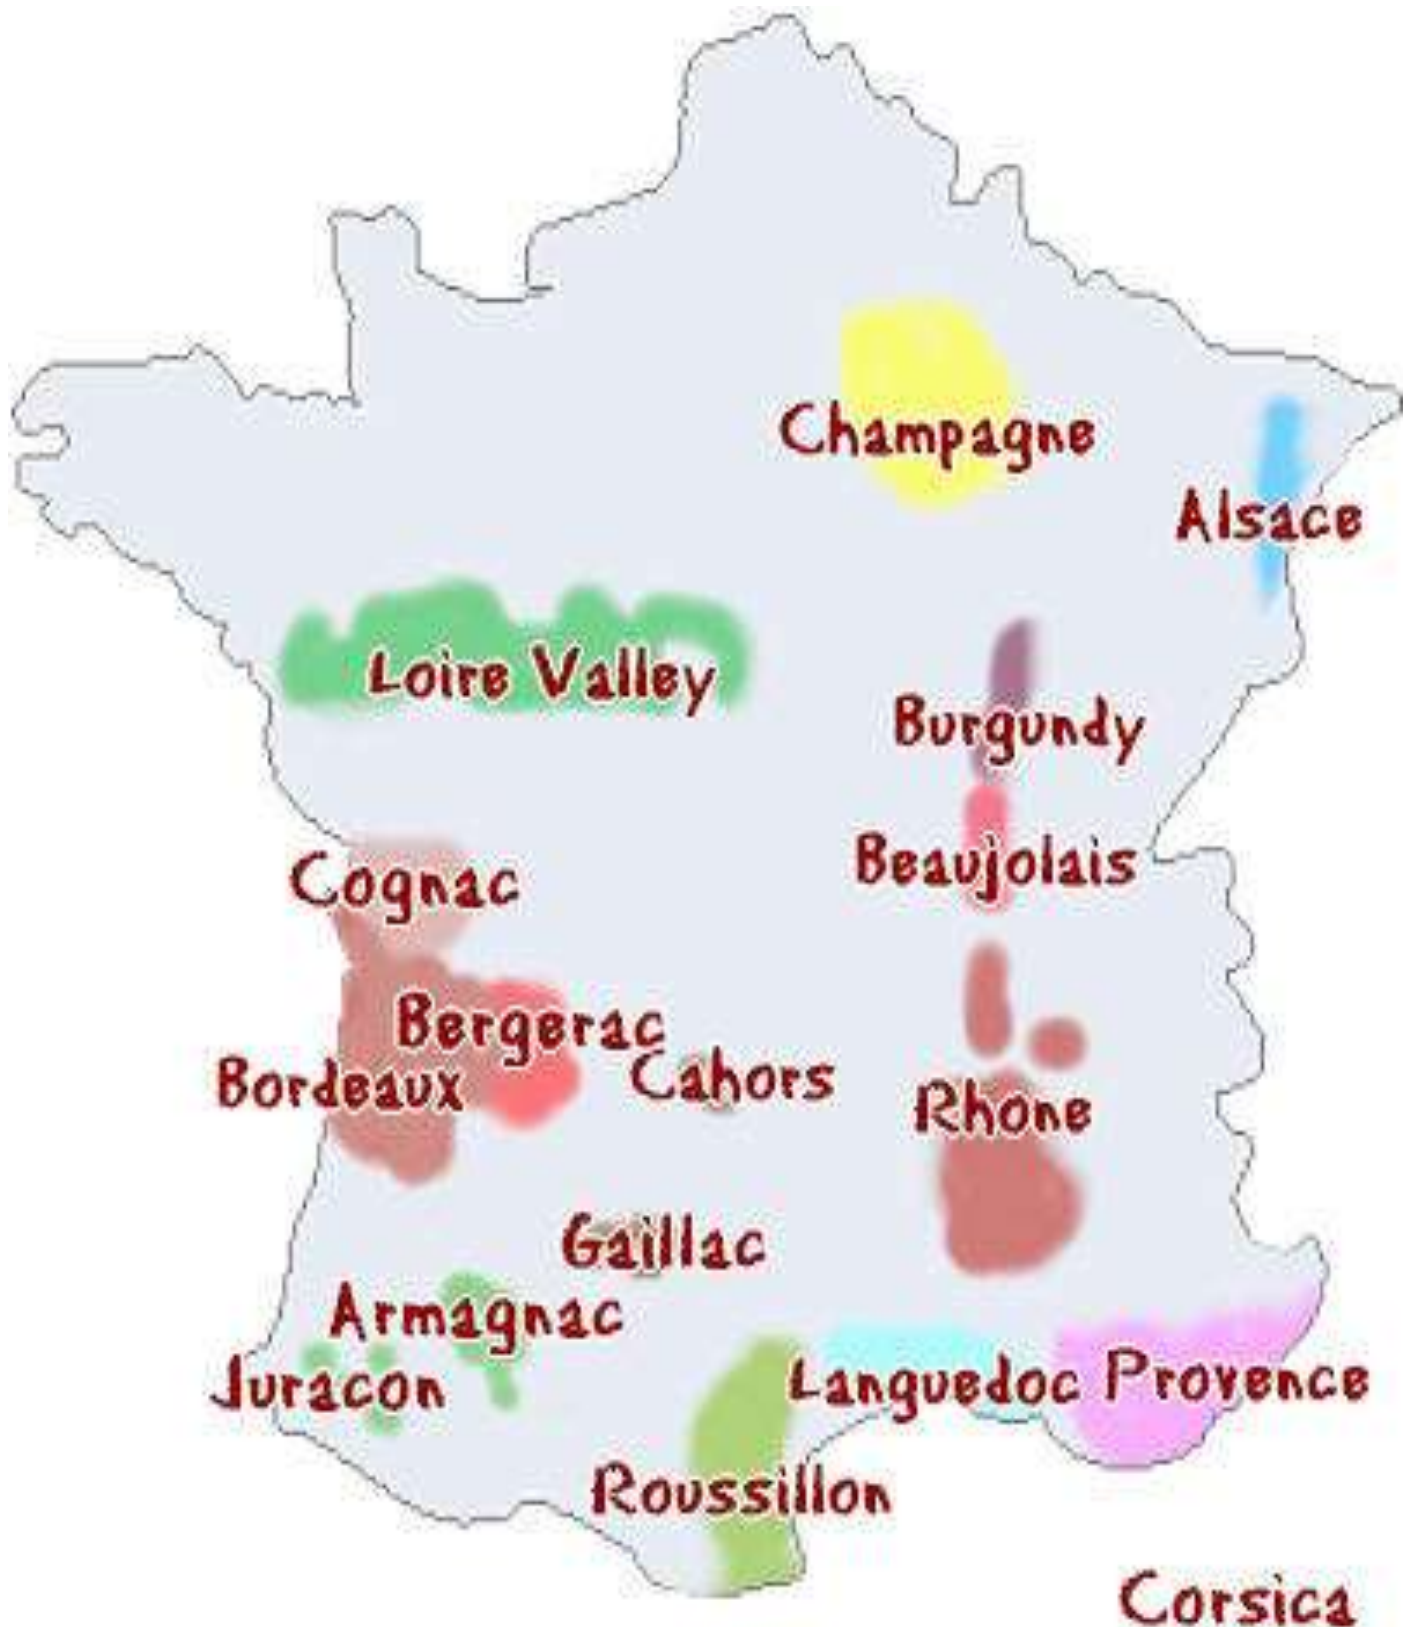 Champagne
Alsace
Loire Valley
Burgundy
Beaujolais
Cognac
Bergerac
Cahors
Bordeaux
Rhone
Gaillac
Armagnac
Juracon
Languedoc
Provence
Roussillon
Corsica